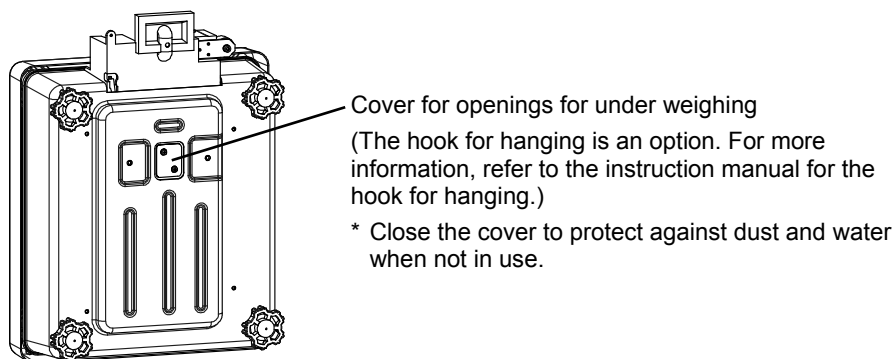 Cover for openings for under weighing
(The hook for hanging is an option. For more
information, refer to the instruction manual for the
hook for hanging.)
* Close the cover to protect against dust and water
when not in use.